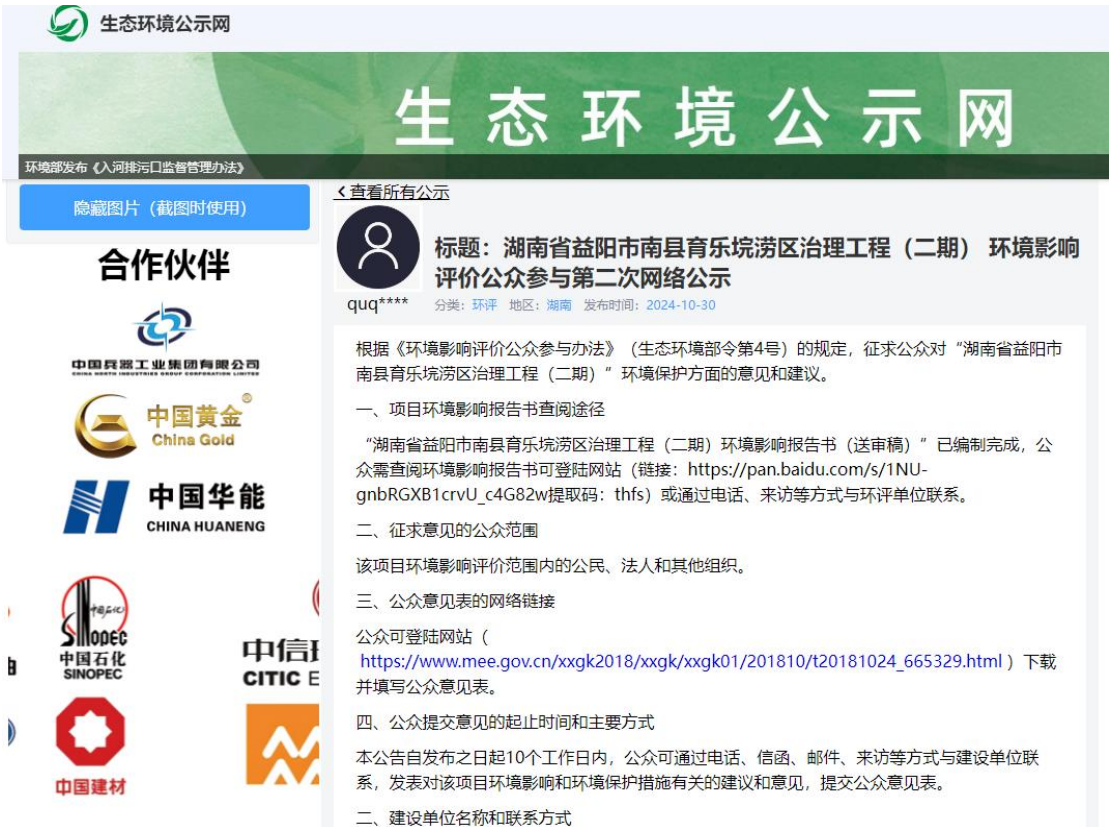 生态环境公示网
生态环境公示网
环境部发布《入河排污口监督管理办法》
隐藏图片（截图时使用）
合作伙伴
中国兵器工业集团有限公司
CHINA NORTH INDUSTRIES GROUP CORPORATION LIMITED
中国黄金®
China Gold
中国华能
CHINA HUANENG
中国石化
SINOPEC
中国石化
SINOPEC
中信环
CITIC E
中国建材
く查看所有公示
quq****
标题：湖南省益阳市南县育乐垸涝区治理工程（二期） 环境影响
评价公众参与第二次网络公示
分类：环评 地区：湖南 发布时间：2024-10-30
根据《环境影响评价公众参与办法》（生态环境部令第4号）的规定，征求公众对“湖南省益阳市
南县育乐垸涝区治理工程（二期）“环境保护方面的意见和建议。
一、项目环境影响报告书查阅途径
“湖南省益阳市南县育乐垸涝区治理工程（二期）环境影响报告书（送审稿）“已编制完成，公
众需查阅环境影响报告书可登陆网站（链接：https://pan.baidu.com/s/1NU-
gnbRGXB1crvU_c4G82w提取码：thfs）或通过电话、来访等方式与环评单位联系。
二、征求意见的公众范围
该项目环境影响评价范围内的公民、法人和其他组织。
三、公众意见表的网络链接
公众可登陆网站（
https://www.mee.gov.cn/xxgk2018/xxgk/xxgk01/201810/t20181024_665329.html ）下载
并填写公众意见表。
四、公众提交意见的起止时间和主要方式
本公告自发布之日起10个工作日内，公众可通过电话、信函、邮件、来访等方式与建设单位联
系，发表对该项目环境影响和环境保护措施有关的建议和意见，提交公众意见表。
二、建设单位名称和联系方式